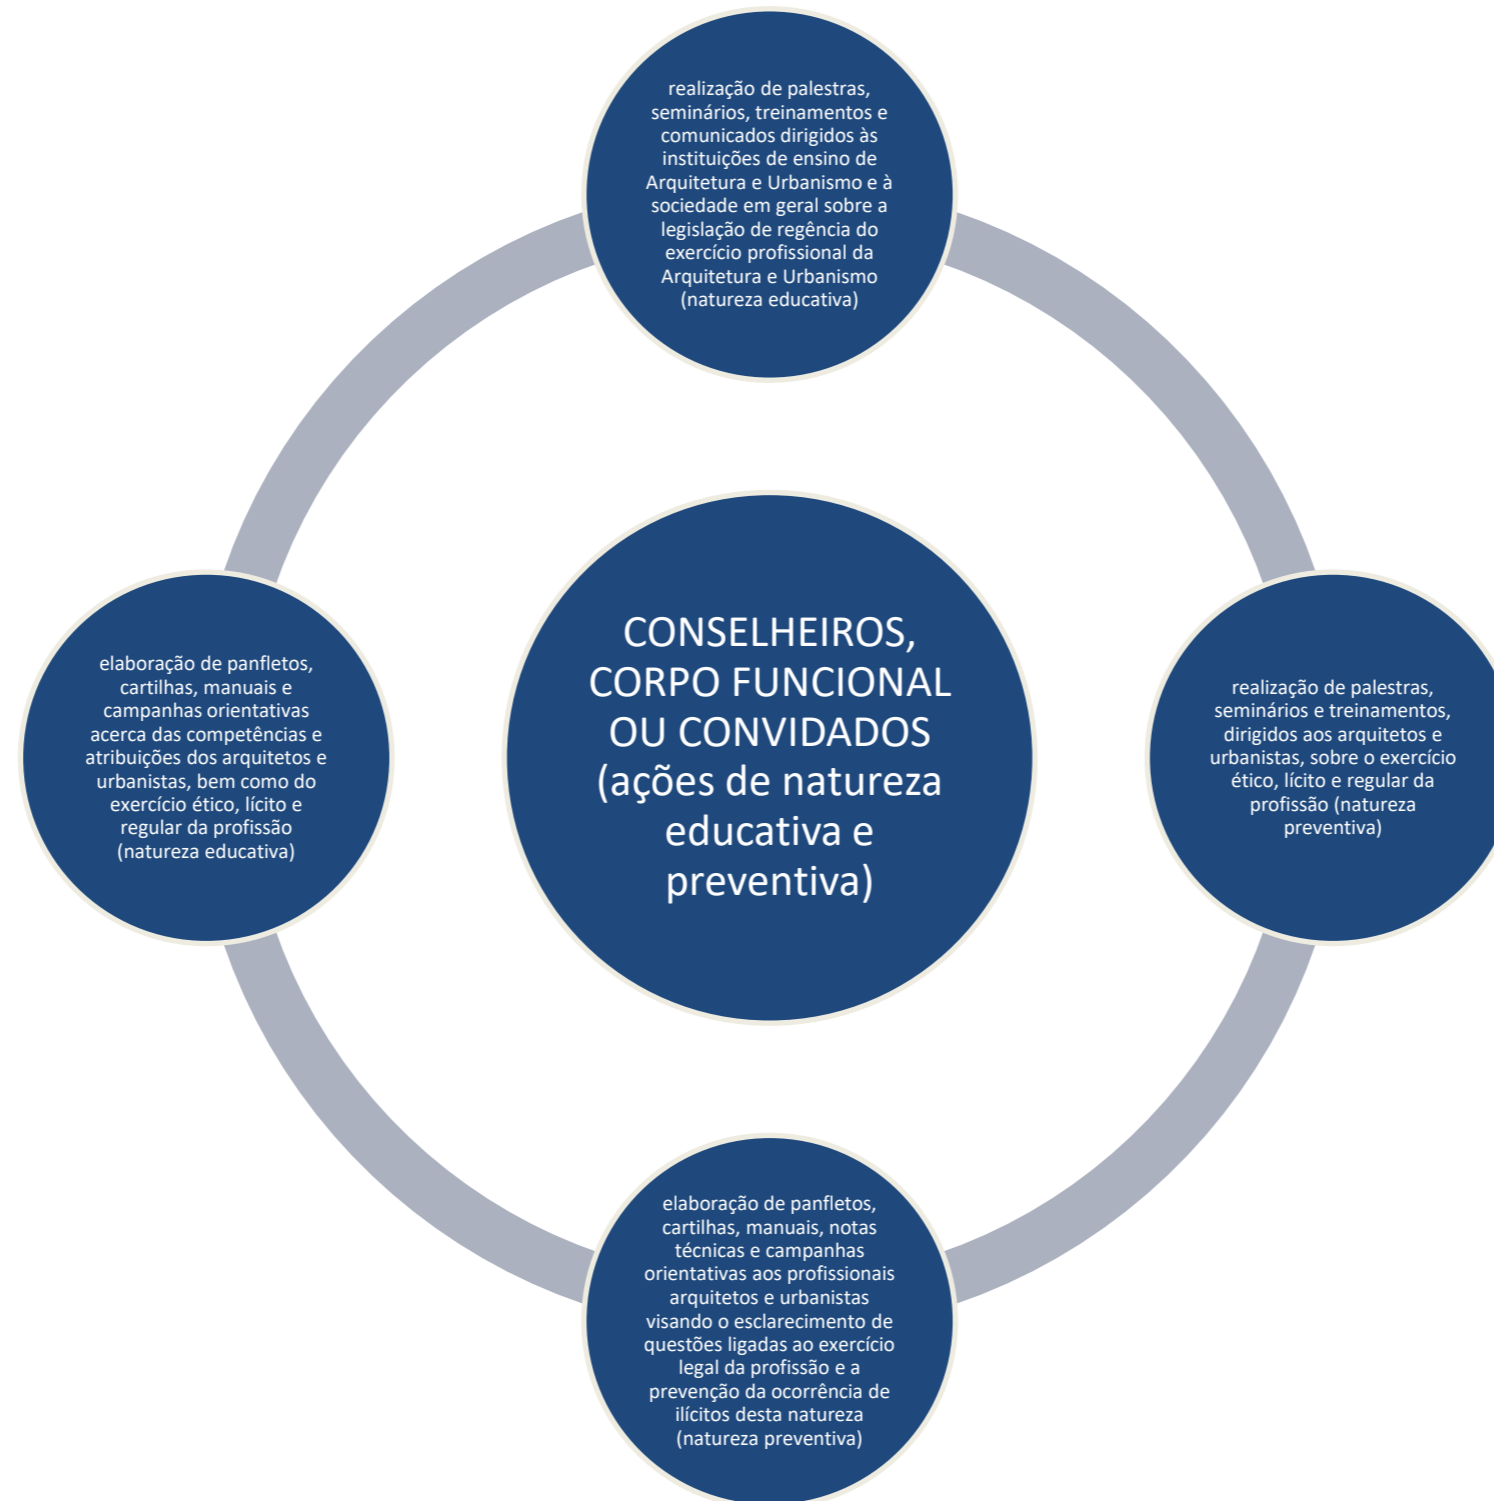 realização de palestras,
seminários, treinamentos e
comunicados dirigidos às
instituições de ensino de
Arquitetura e Urbanismo e à
sociedade em geral sobre a
legislação de regência do
exercício profissional da
Arquitetura e Urbanismo
(natureza educativa)
CONSELHEIROS,
CORPO FUNCIONAL
OU CONVIDADOS
(ações de natureza
educativa e
preventiva)
elaboração de panfletos,
cartilhas, manuais e
campanhas orientativas
acerca das competências e
atribuições dos arquitetos e
urbanistas, bem como do
exercício ético, lícito e
regular da profissão
(natureza educativa)
realização de palestras,
seminários e treinamentos,
dirigidos aos arquitetos e
urbanistas, sobre o exercício
ético, lícito e regular da
profissão (natureza
preventiva)
elaboração de panfletos,
cartilhas, manuais, notas
técnicas e campanhas
orientativas aos profissionais
arquitetos e urbanistas
visando o esclarecimento de
questões ligadas ao exercício
legal da profissão e a
prevenção da ocorrência de
ilícitos desta natureza
(natureza preventiva)